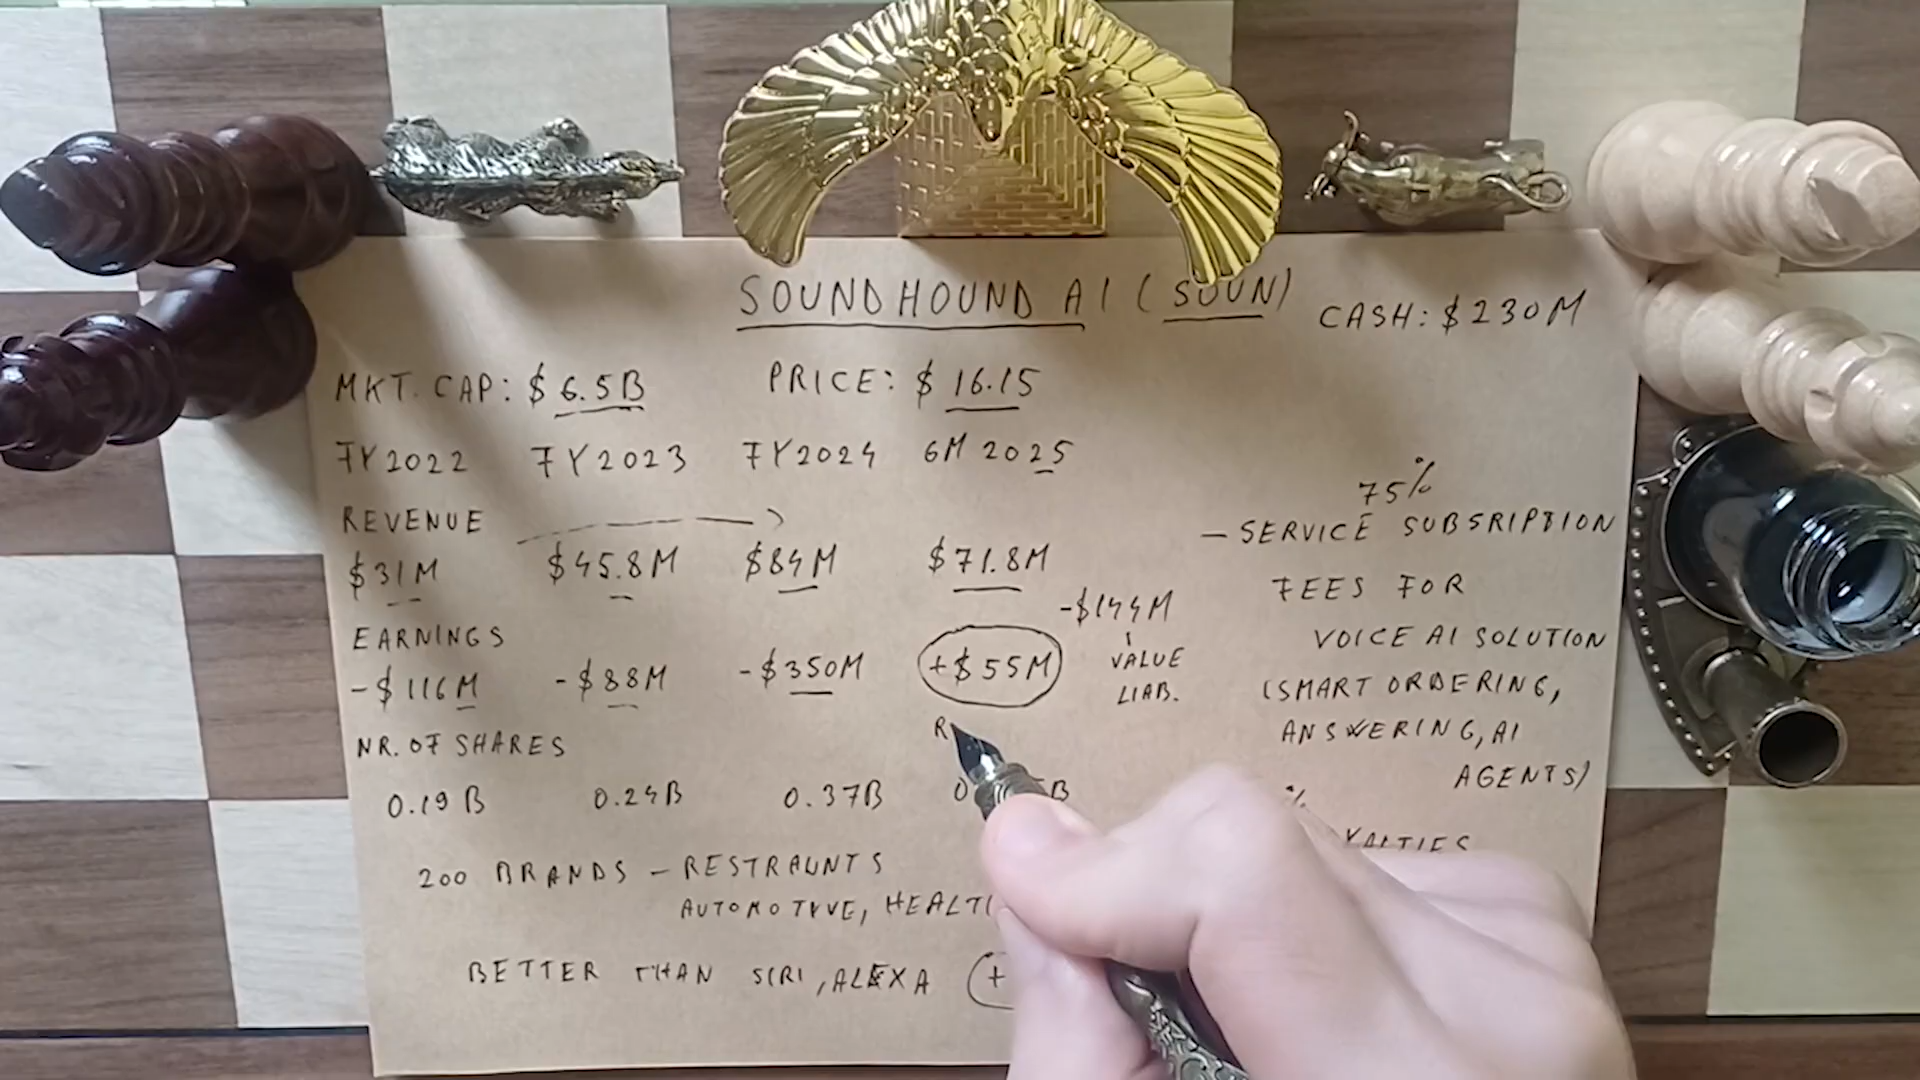 SOUNDHOUND AI (SOUN)
CASH: $230M
MKT. CAP: $6.5B PRICE: $16.15
FY2022 FY2023 FY2024 6M 2025
REVENUE
$31M $45.8M $84M $71.8M
EARNINGS
-$116M -$88M -$350M +$55M
-$144M
VALUE
LIAB.
R
NR. OF SHARES
0.19B 0.24B 0.37B
200 BRANDS - RESTRAUNTS
AUTOMOTVVE,
BETTER THAN SIRI, ALEXA +
75%
- SERVICE SUBSRIPTION
FEES FOR
VOICE AI SOLUTION
(SMART ORDERING,
ANSWERING, AI
AGENTS)